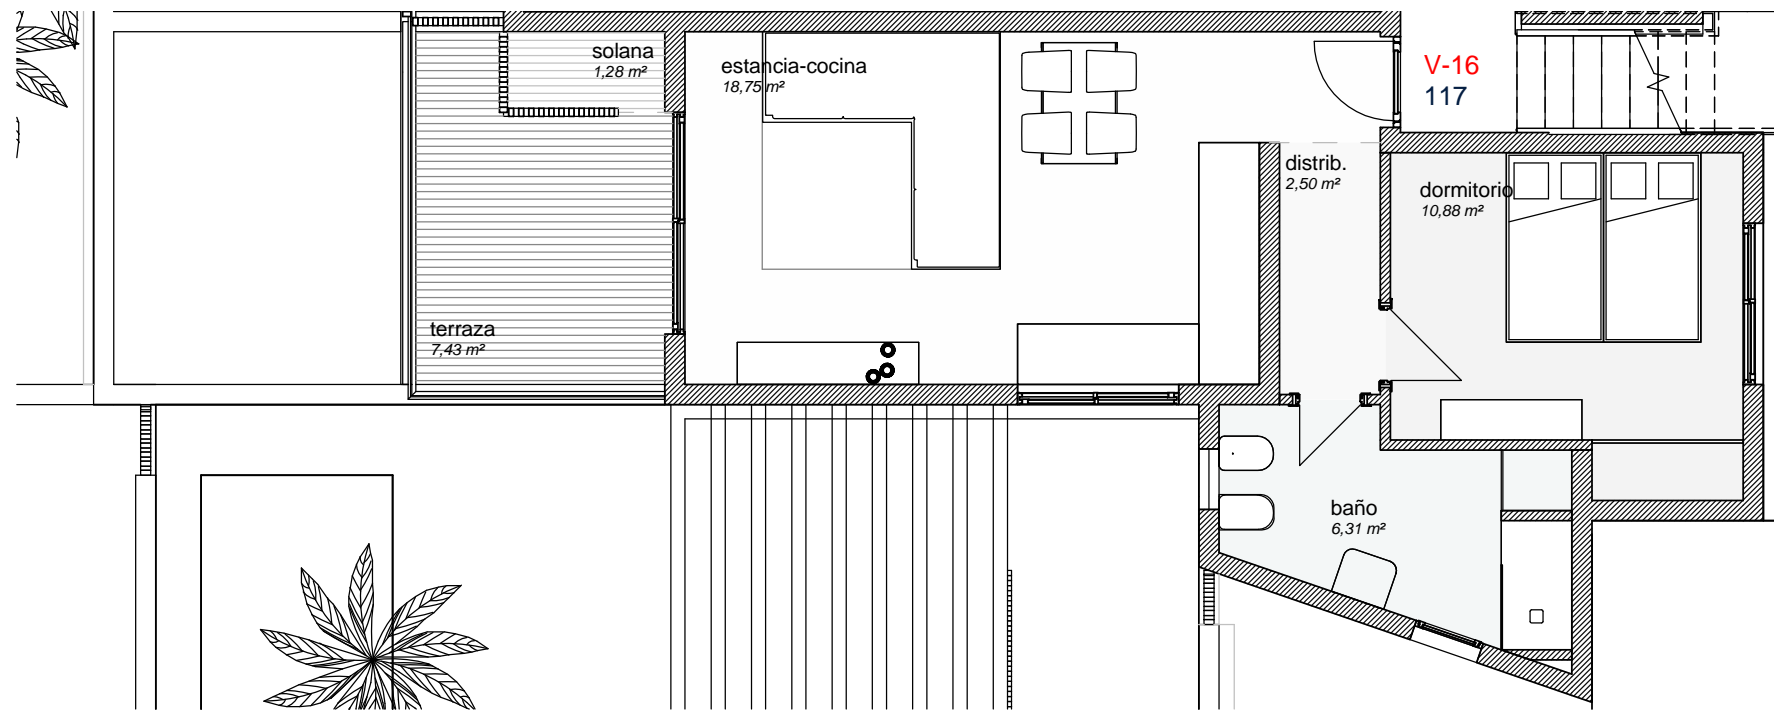 solana
1,28 m²
estancia-cocina
18,75 m²
V-16
117
distrib.
2,50 m²
dormitorio
10,88 m²
terraza
7,43 m²
baño
6,31 m²